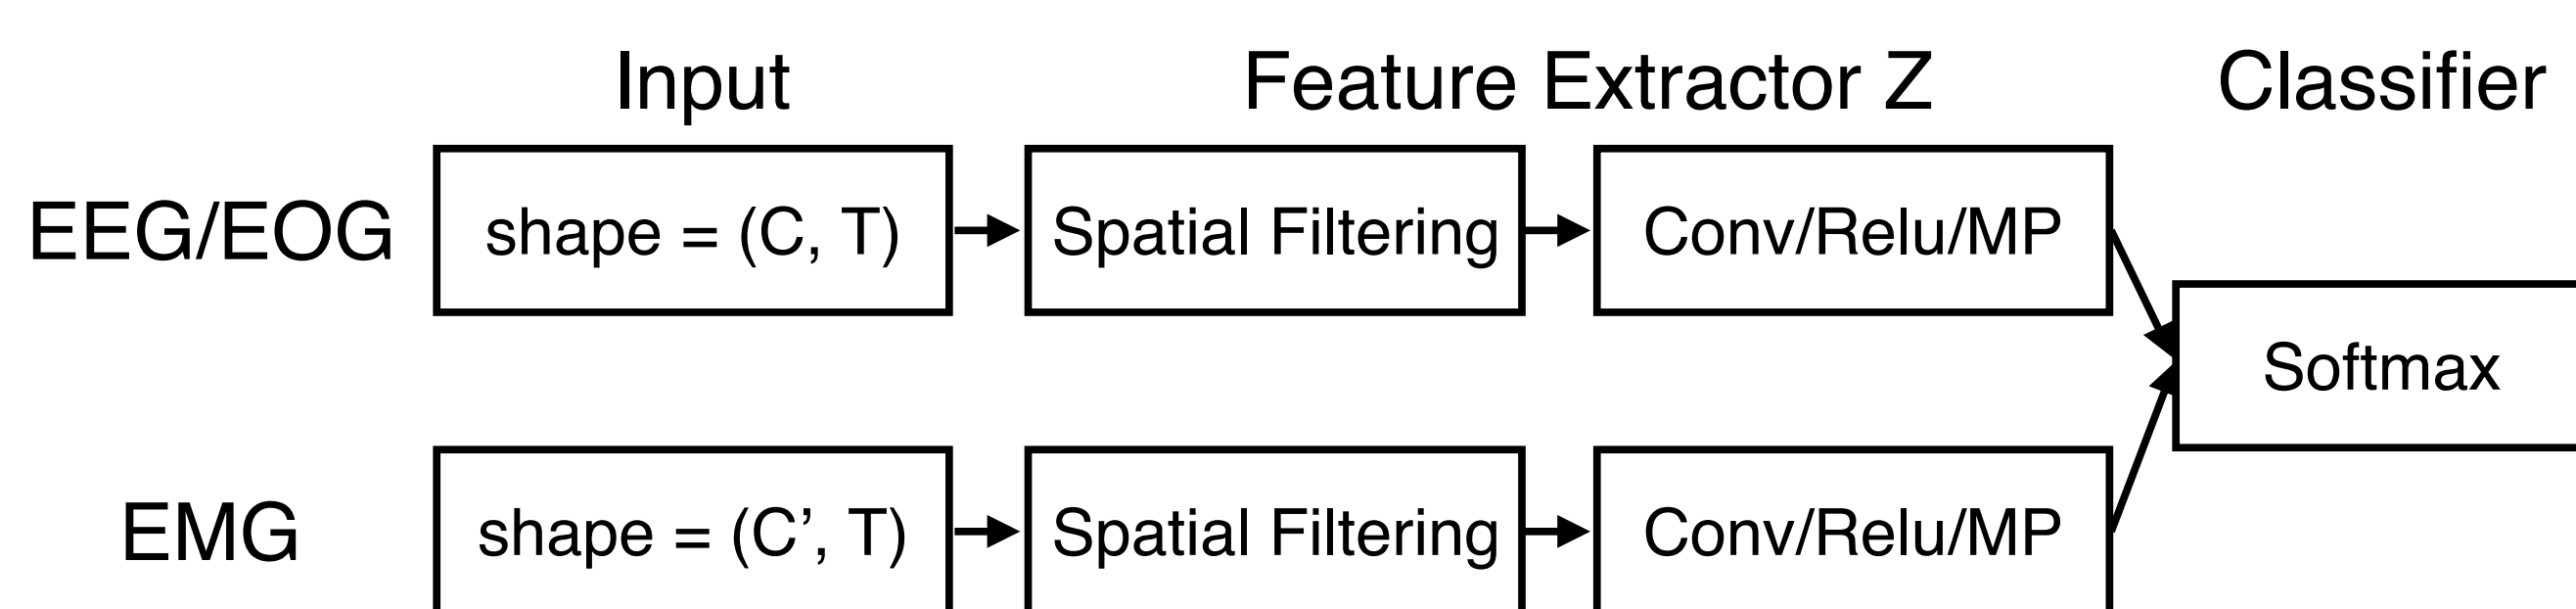 Input Feature Extractor Z Classifier
EEG/EOG shape = (C, T) Spatial Filtering Conv/Relu/MP
Softmax
EMG shape = (C’, T) Spatial Filtering Conv/Relu/MP